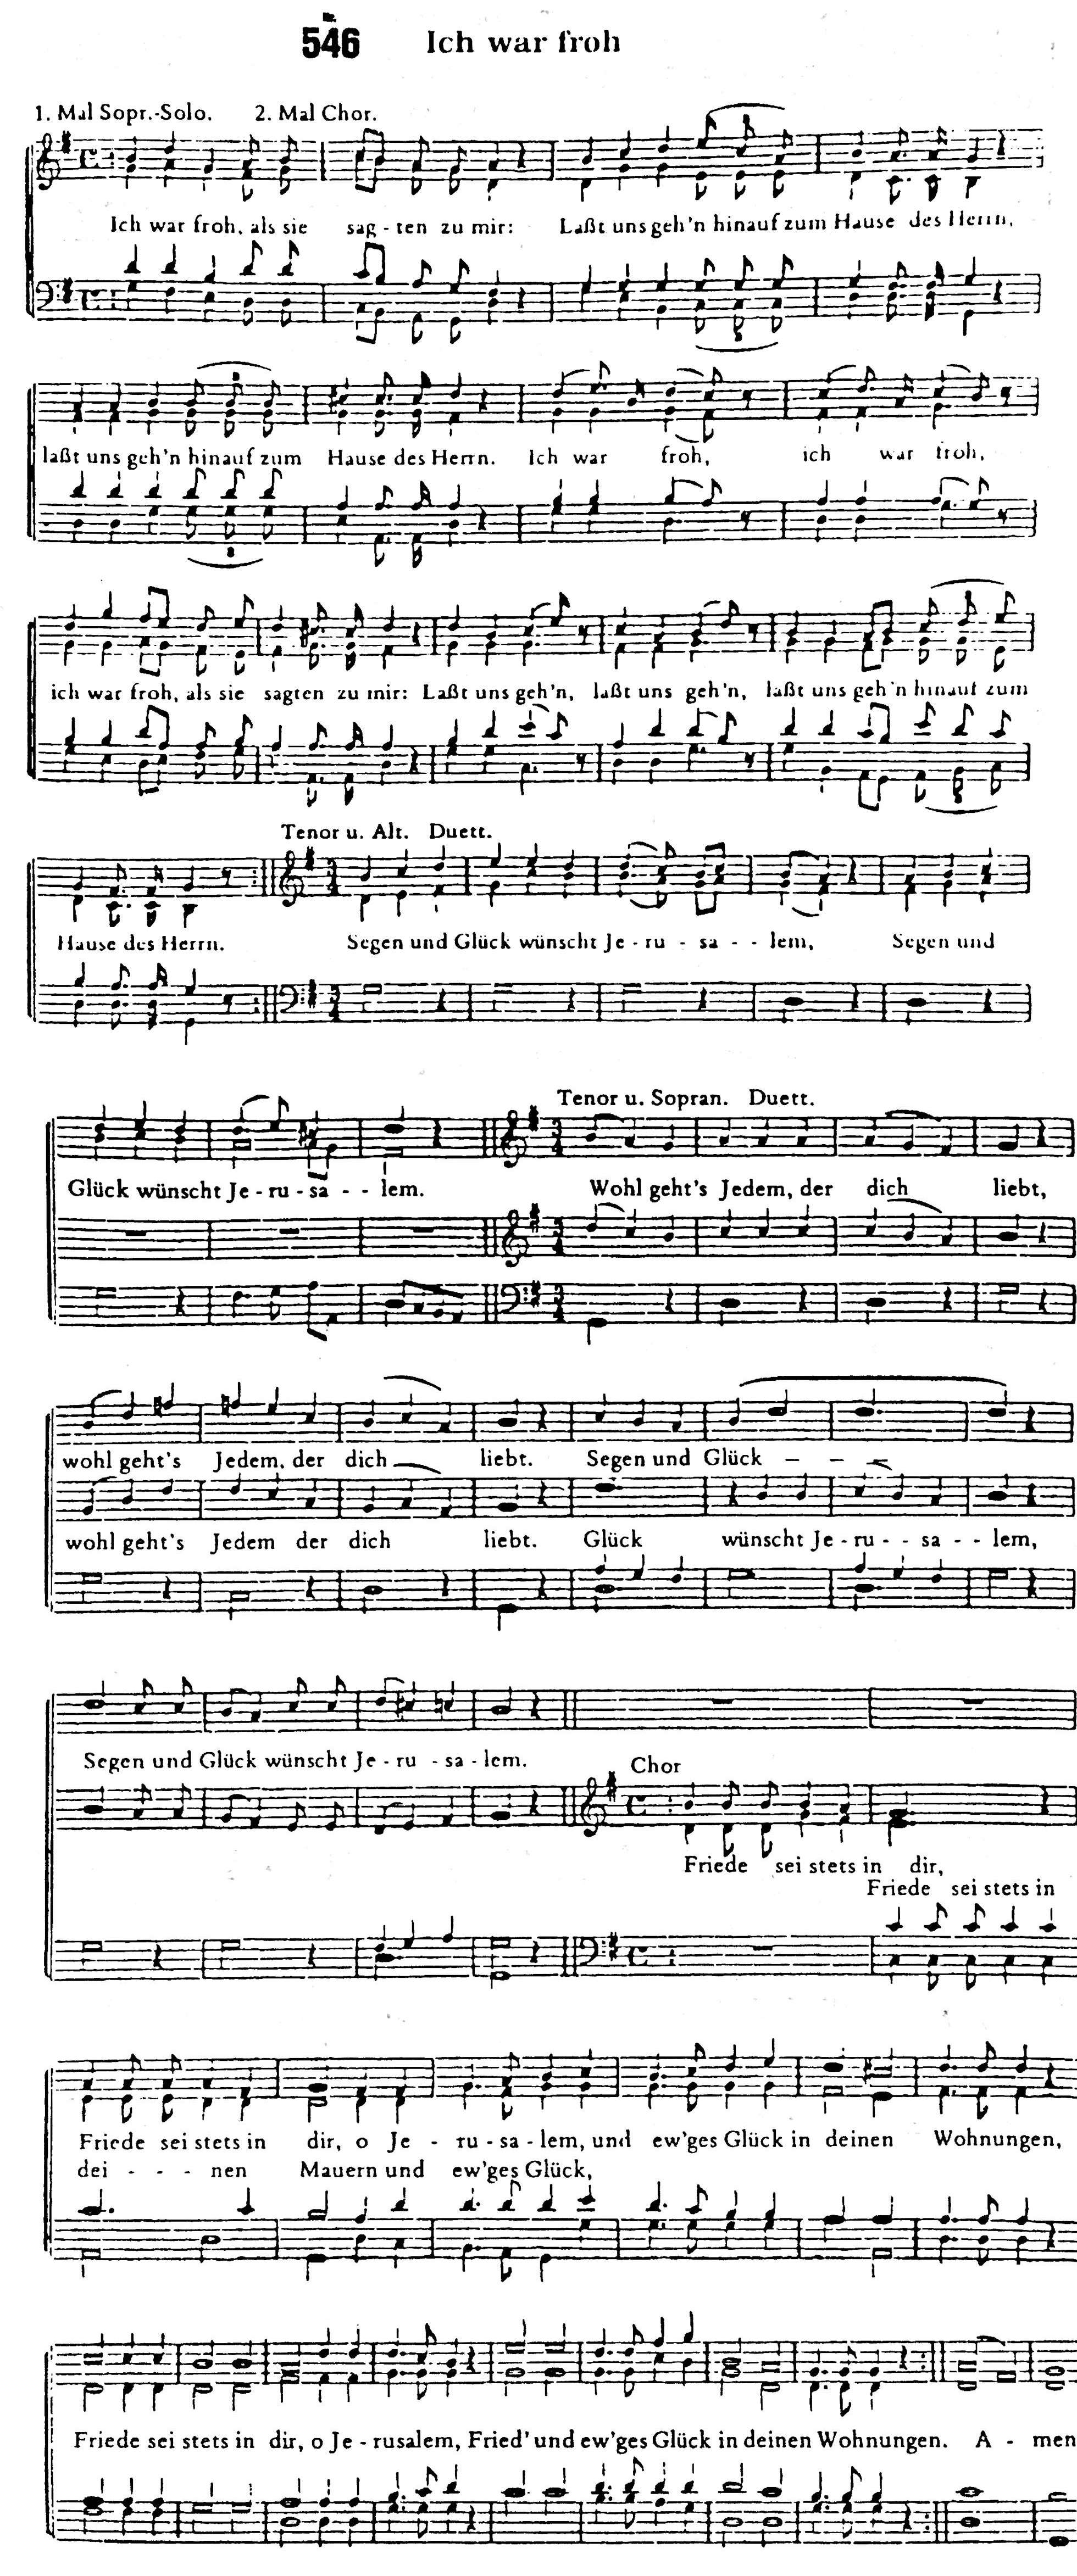 Nr.
546 Ich war froh
1. Mal Sopr.-Solo. 2. Mal Chor.
Ich war froh, als sie sag - ten zu mir: Laßt uns geh'n hinauf zum Hause des Herrn,
3
laßt uns geh'n hinauf zum Hause des Herrn. Ich war froh, ich war froh,
3
ich war froh, als sie sagten zu mir: Laßt uns geh'n, laßt uns geh'n, laßt uns geh'n hinauf zum
3
Tenor u. Alt. Duett.
Hause des Herrn. Segen und Glück wünscht Je - ru - sa - - lem, Segen und
Tenor u. Sopran. Duett.
Glück wünscht Je - ru - sa - - lem. Wohl geht's Jedem, der dich liebt,
wohl geht's Jedem, der dich liebt. Segen und Glück – – –
wohl geht's Jedem der dich liebt. Glück wünscht Je - ru - - sa - - lem,
Segen und Glück wünscht Je - ru - sa - lem.
Chor
Friede sei stets in dir,
Friede sei stets in
Friede sei stets in dir, o Je - ru - sa - lem, und ew'ges Glück in deinen Wohnungen,
dei - - - nen Mauern und ew'ges Glück,
Friede sei stets in dir, o Je - rusalem, Fried' und ew'ges Glück in deinen Wohnungen. A - men